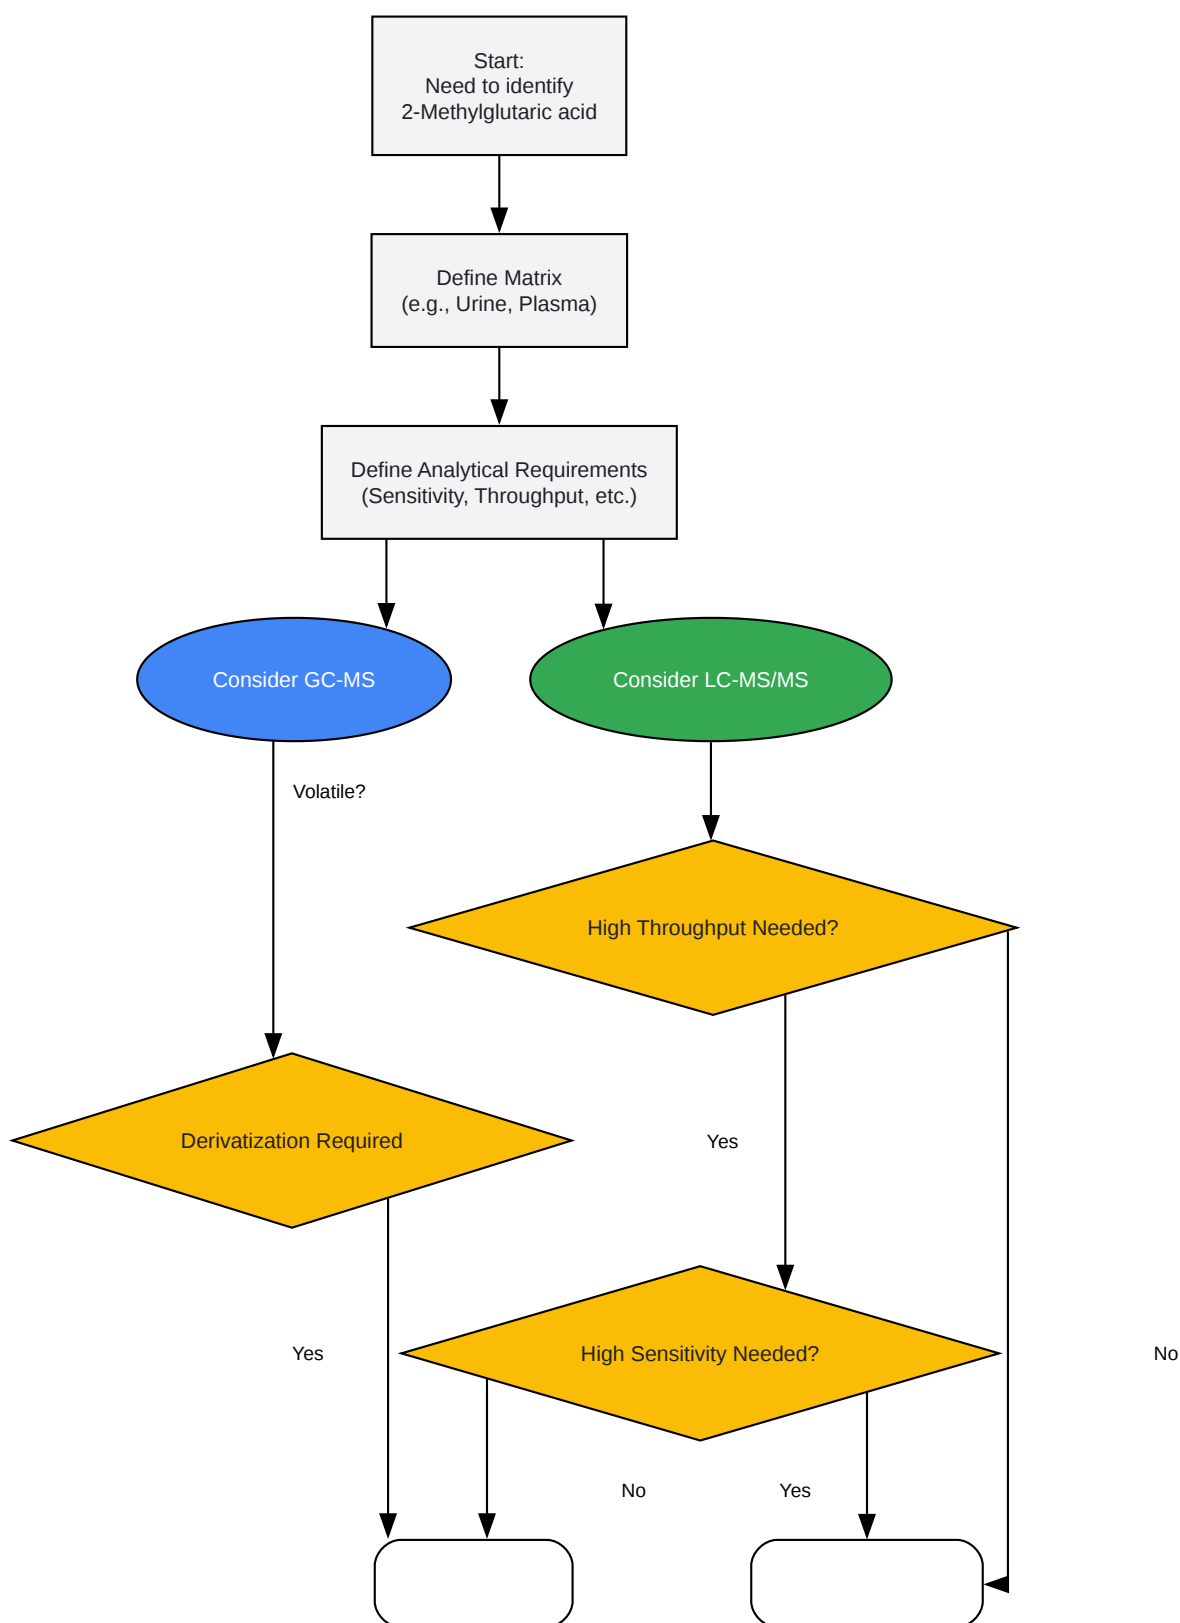 Start:
Need to identify
2-Methylglutaric acid
Define Matrix
(e.g., Urine, Plasma)
Define Analytical Requirements
(Sensitivity, Throughput, etc.)
Consider GC-MS
Consider LC-MS/MS
Volatile?
High Throughput Needed?
Derivatization Required
Yes
Yes
High Sensitivity Needed?
No
No
Yes